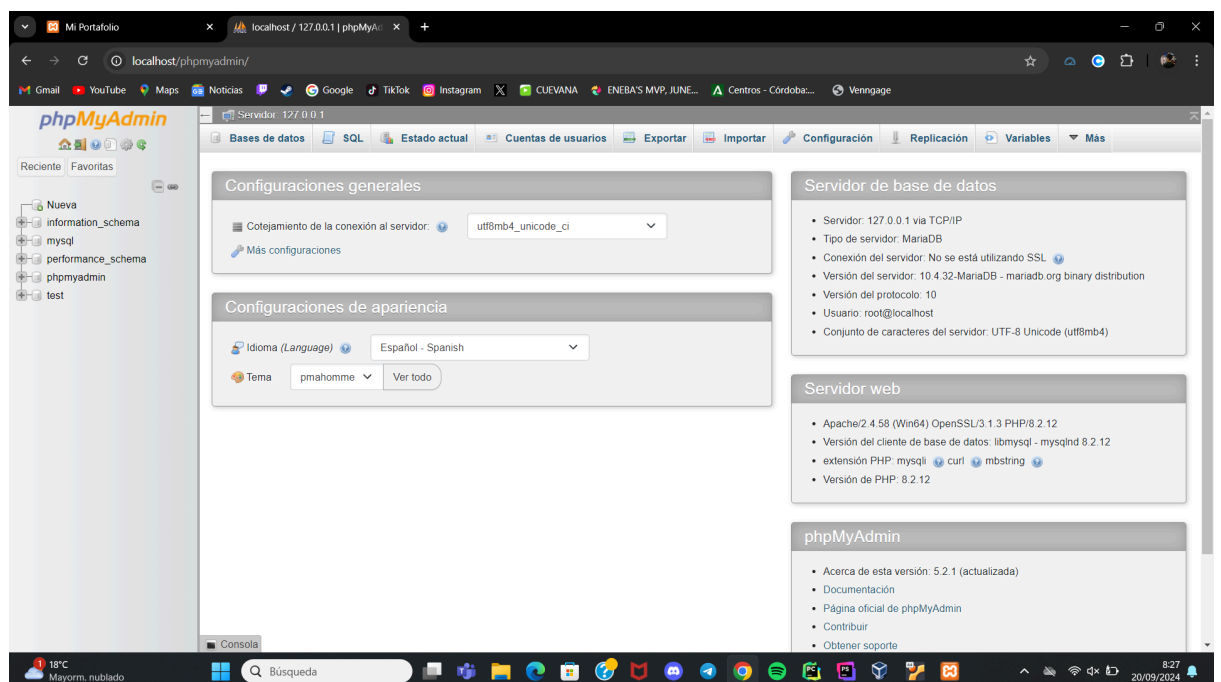 Mi Portafolio
localhost / 127.0.0.1 | phpMyAd
localhost/phpmyadmin/
Gmail YouTube Maps Noticias Google TikTok Instagram CUEVANA ENEBA'S MVP, JUNE... Centros - Córdoba:... Venngage
phpMyAdmin
Reciente Favoritas
Nueva
information_schema
mysql
performance_schema
phpmyadmin
test
Servidor: 127.0.0.1
Bases de datos SQL Estado actual Cuentas de usuarios Exportar Importar Configuración Replicación Variables Más
Configuraciones generales
Cotejamiento de la conexión al servidor: utf8mb4_unicode_ci
Más configuraciones
Configuraciones de apariencia
Idioma (Language) Español - Spanish
Tema pmahomme Ver todo
Servidor de base de datos
Servidor: 127.0.0.1 via TCP/IP
Tipo de servidor: MariaDB
Conexión del servidor: No se está utilizando SSL
Versión del servidor: 10.4.32-MariaDB - mariadb.org binary distribution
Versión del protocolo: 10
Usuario: root@localhost
Conjunto de caracteres del servidor: UTF-8 Unicode (utf8mb4)
Servidor web
Apache/2.4.58 (Win64) OpenSSL/3.1.3 PHP/8.2.12
Versión del cliente de base de datos: libmysql - mysqlnd 8.2.12
extensión PHP: mysqli curl mbstring
Versión de PHP: 8.2.12
phpMyAdmin
Acerca de esta versión: 5.2.1 (actualizada)
Documentación
Página oficial de phpMyAdmin
Contribuir
Obtener soporte
Consola
1
18°C
Mayorm. nublado
Búsqueda
8:27
20/09/2024